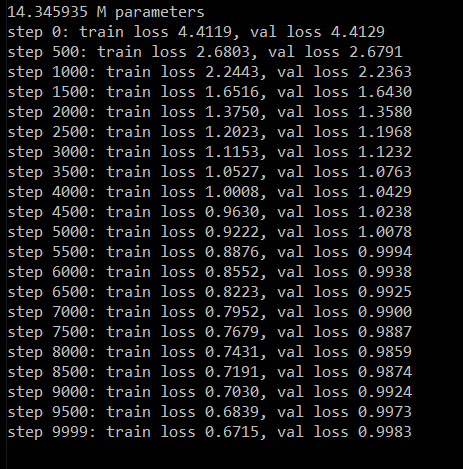 14.345935 M parameters
step 0: train loss 4.4119, val loss 4.4129
step 500: train loss 2.6803, val loss 2.6791
step 1000: train loss 2.2443, val loss 2.2363
step 1500: train loss 1.6516, val loss 1.6430
step 2000: train loss 1.3750, val loss 1.3580
step 2500: train loss 1.2023, val loss 1.1968
step 3000: train loss 1.1153, val loss 1.1232
step 3500: train loss 1.0527, val loss 1.0763
step 4000: train loss 1.0008, val loss 1.0429
step 4500: train loss 0.9630, val loss 1.0238
step 5000: train loss 0.9222, val loss 1.0078
step 5500: train loss 0.8876, val loss 0.9994
step 6000: train loss 0.8552, val loss 0.9938
step 6500: train loss 0.8223, val loss 0.9925
step 7000: train loss 0.7952, val loss 0.9900
step 7500: train loss 0.7679, val loss 0.9887
step 8000: train loss 0.7431, val loss 0.9859
step 8500: train loss 0.7191, val loss 0.9874
step 9000: train loss 0.7030, val loss 0.9924
step 9500: train loss 0.6839, val loss 0.9973
step 9999: train loss 0.6715, val loss 0.9983